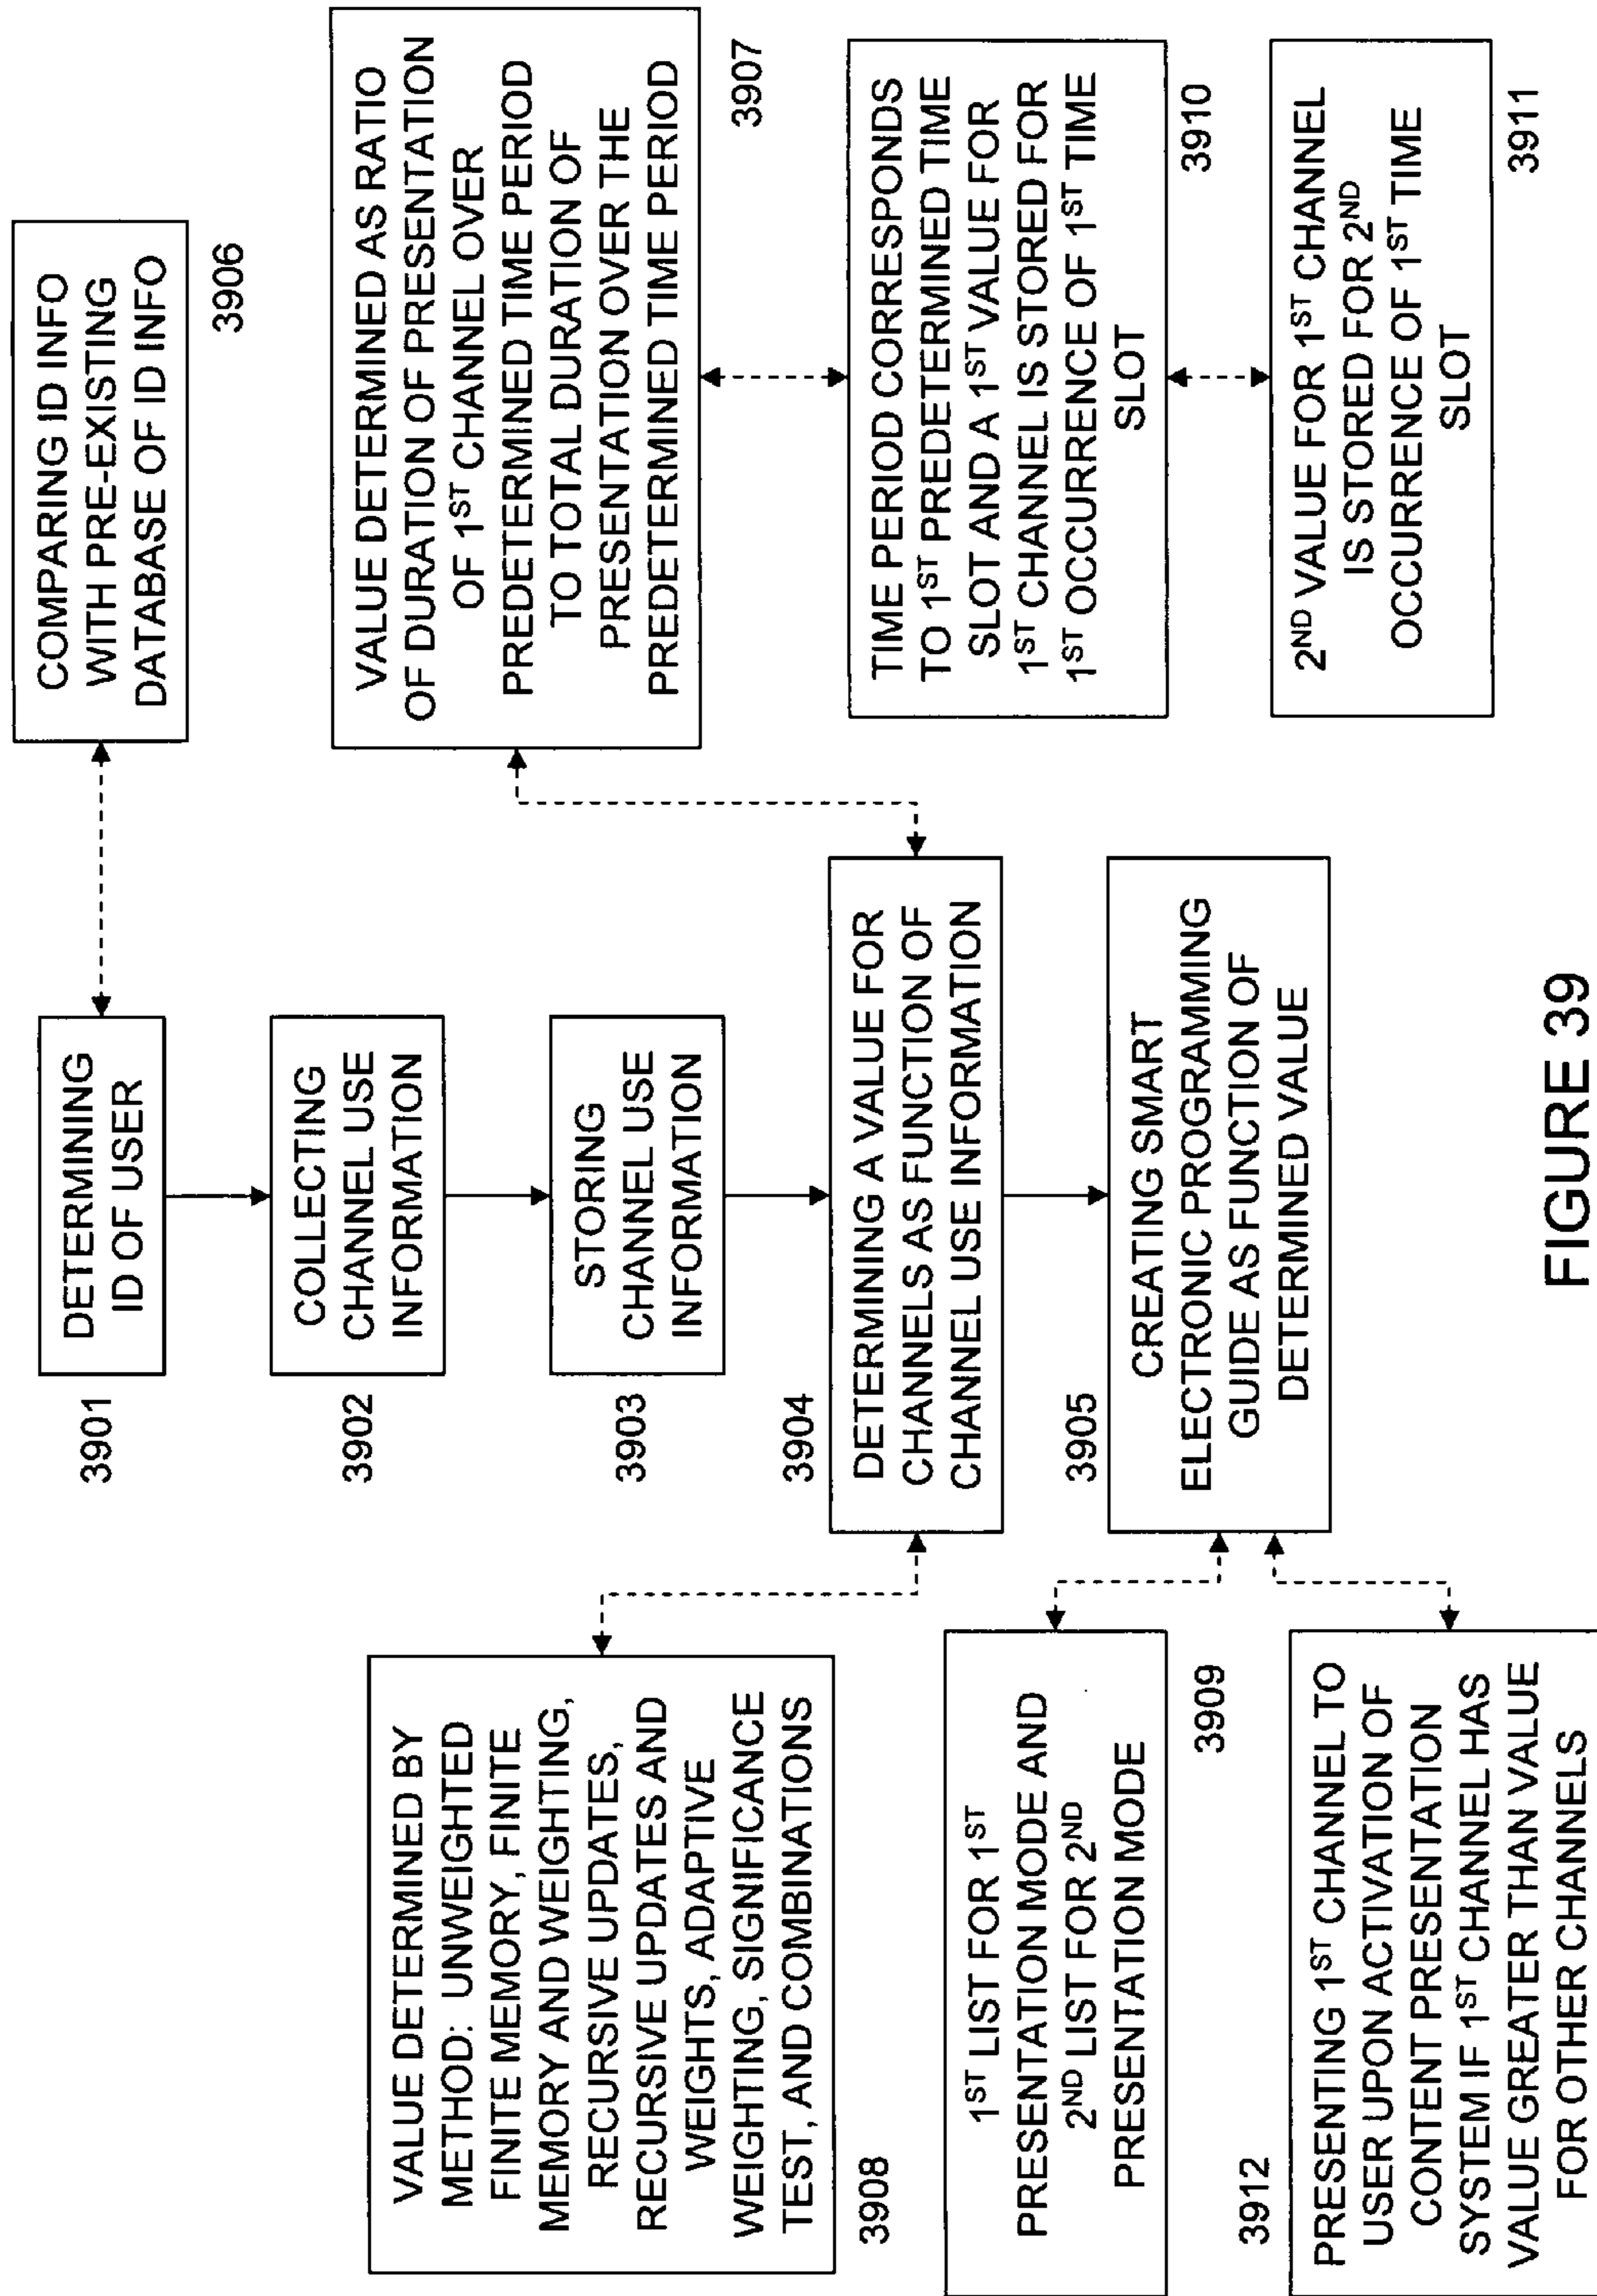 3901
DETERMINING
ID OF USER
COMPARING ID INFO
WITH PRE-EXISTING
DATABASE OF ID INFO
3906
3902
COLLECTING
CHANNEL USE
INFORMATION
3903
STORING
CHANNEL USE
INFORMATION
3904
DETERMINING A VALUE FOR
CHANNELS AS FUNCTION OF
CHANNEL USE INFORMATION
3905
CREATING SMART
ELECTRONIC PROGRAMMING
GUIDE AS FUNCTION OF
DETERMINED VALUE
VALUE DETERMINED AS RATIO
OF DURATION OF PRESENTATION
OF 1ST CHANNEL OVER
PREDETERMINED TIME PERIOD
TO TOTAL DURATION OF
PRESENTATION OVER THE
PREDETERMINED TIME PERIOD
3907
TIME PERIOD CORRESPONDS
TO 1ST PREDETERMINED TIME
SLOT AND A 1ST VALUE FOR
1ST CHANNEL IS STORED FOR
1ST OCCURRENCE OF 1ST TIME
SLOT
3910
2ND VALUE FOR 1ST CHANNEL
IS STORED FOR 2ND
OCCURRENCE OF 1ST TIME
SLOT
3911
VALUE DETERMINED BY
METHOD: UNWEIGHTED
FINITE MEMORY, FINITE
MEMORY AND WEIGHTING,
RECURSIVE UPDATES,
RECURSIVE UPDATES AND
WEIGHTS, ADAPTIVE
WEIGHTING, SIGNIFICANCE
TEST, AND COMBINATIONS
3908
1ST LIST FOR 1ST
PRESENTATION MODE AND
2ND LIST FOR 2ND
PRESENTATION MODE
3909
3912
PRESENTING 1ST CHANNEL TO
USER UPON ACTIVATION OF
CONTENT PRESENTATION
SYSTEM IF 1ST CHANNEL HAS
VALUE GREATER THAN VALUE
FOR OTHER CHANNELS
FIGURE 39